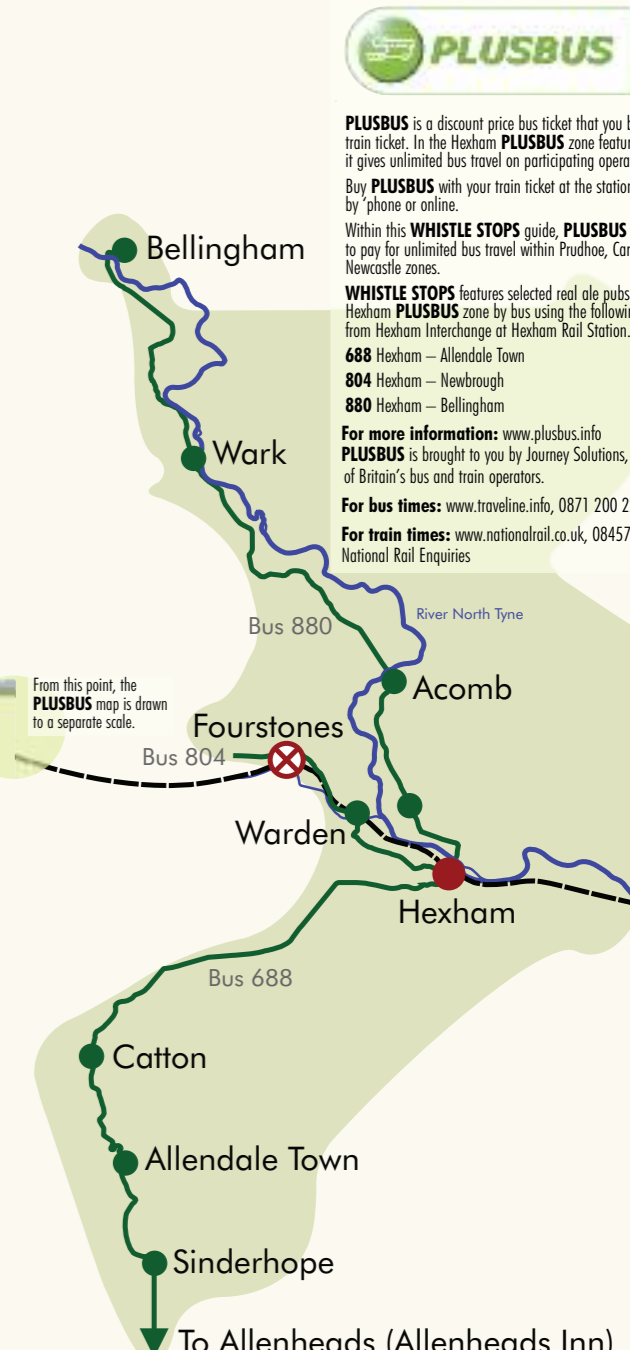 PLUSBUS
PLUSBUS is a discount price bus ticket that you
train ticket. In the Hexham PLUSBUS zone
it gives unlimited bus travel on participating
Buy PLUSBUS with your train ticket at the
by ‘phone or online.
Within this WHISTLE STOPS guide, PLUSBUS
to pay for unlimited bus travel within Prudhoe,
Newcastle zones.
WHISTLE STOPS features selected real ale pubs
Hexham PLUSBUS zone by bus using the
from Hexham Interchange at Hexham Rail Station.
688 Hexham – Allendale Town
804 Hexham – Newbrough
880 Hexham – Bellingham
For more information: www.plusbus.info
PLUSBUS is brought to you by Journey Solutions,
of Britain's bus and train operators.
For bus times: www.traveline.info, 0871 200 2
For train times: www.nationalrail.co.uk, 08457
National Rail Enquiries
Bellingham
Wark
River North Tyne
Bus 880
From this point, the
PLUSBUS map is drawn
to a separate scale.
Acomb
Fourstones
Bus 804
Warden
Hexham
Bus 688
Catton
Allendale Town
Sinderhope
To Allenheads (Allenheads Inn)